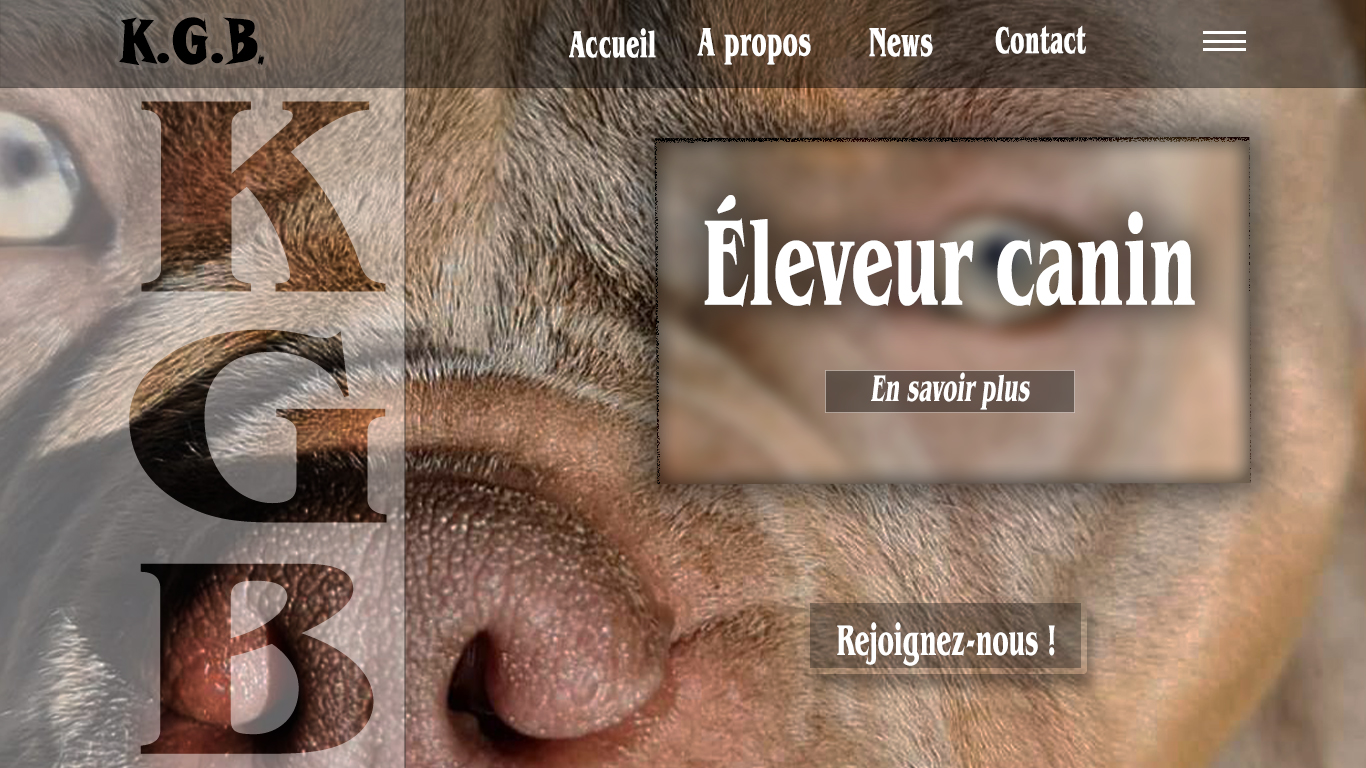 K.G.B,
Accueil
A propos
News
Contact
K
G
B
Éleveur canin
En savoir plus
Rejoignez-nous !